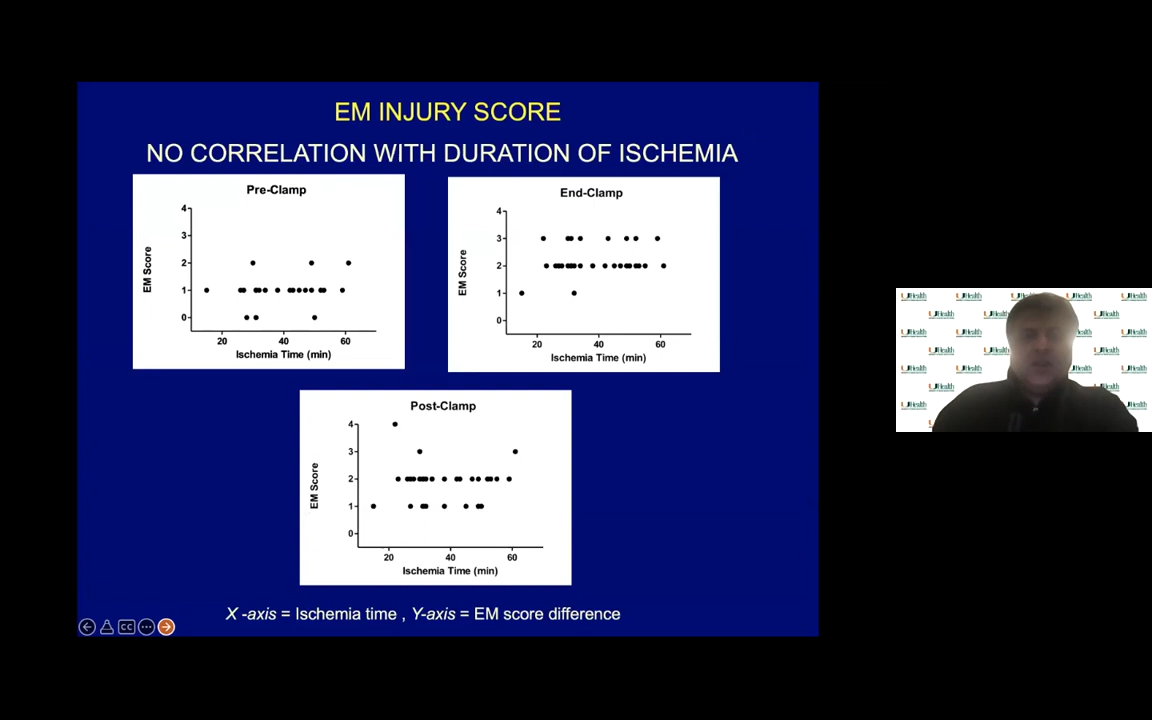 EM INJURY SCORE
NO CORRELATION WITH DURATION OF ISCHEMIA
Pre-Clamp
4
3
2
1
0
EM Score
20 40 60
Ischemia Time (min)
End-Clamp
4
3
2
1
0
EM Score
20 40 60
Ischemia Time (min)
Post-Clamp
4
3
2
1
0
EM Score
20 40 60
Ischemia Time (min)
X -axis = Ischemia time , Y-axis = EM score difference
CC
UHealth